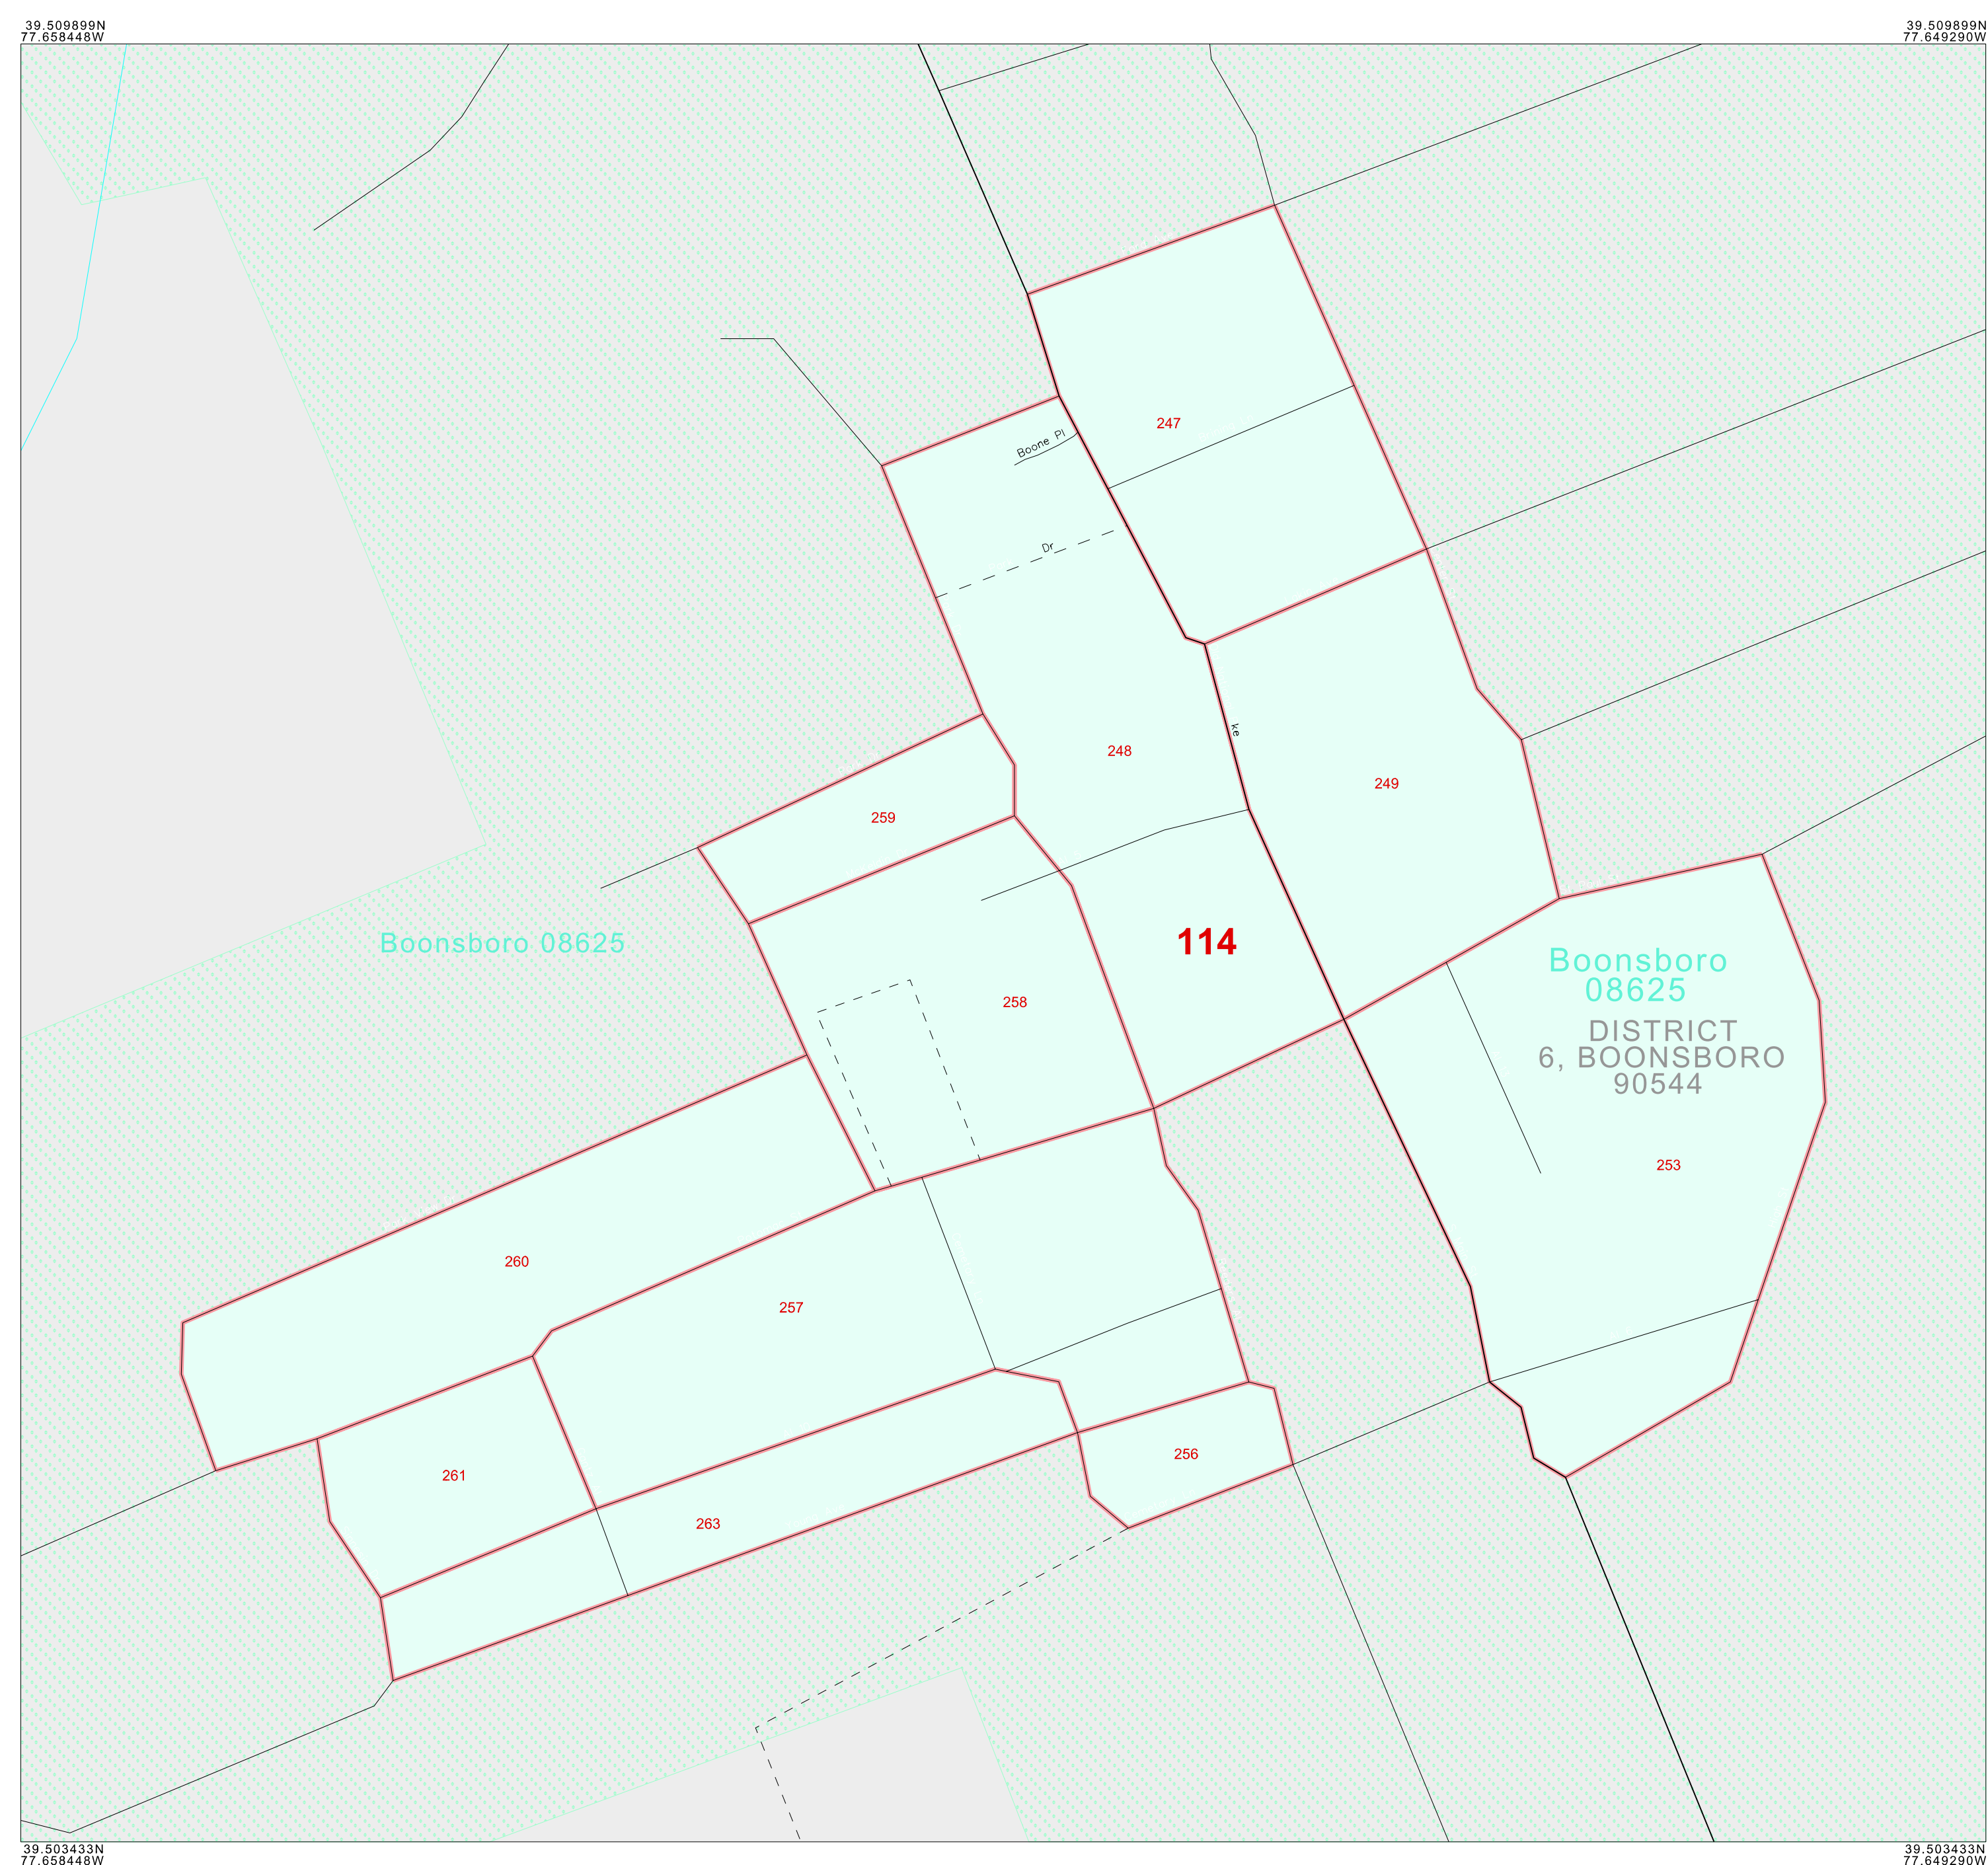 39.509899N
77.658448W
39.509899N
77.649290W
247
Boone Pl
Dr
ke
248
249
259
114
Boonsboro 08625
Boonsboro
08625
DISTRICT
6, BOONSBORO
90544
258
253
260
257
256
261
263
39.503433N
77.658448W
39.503433N
77.649290W